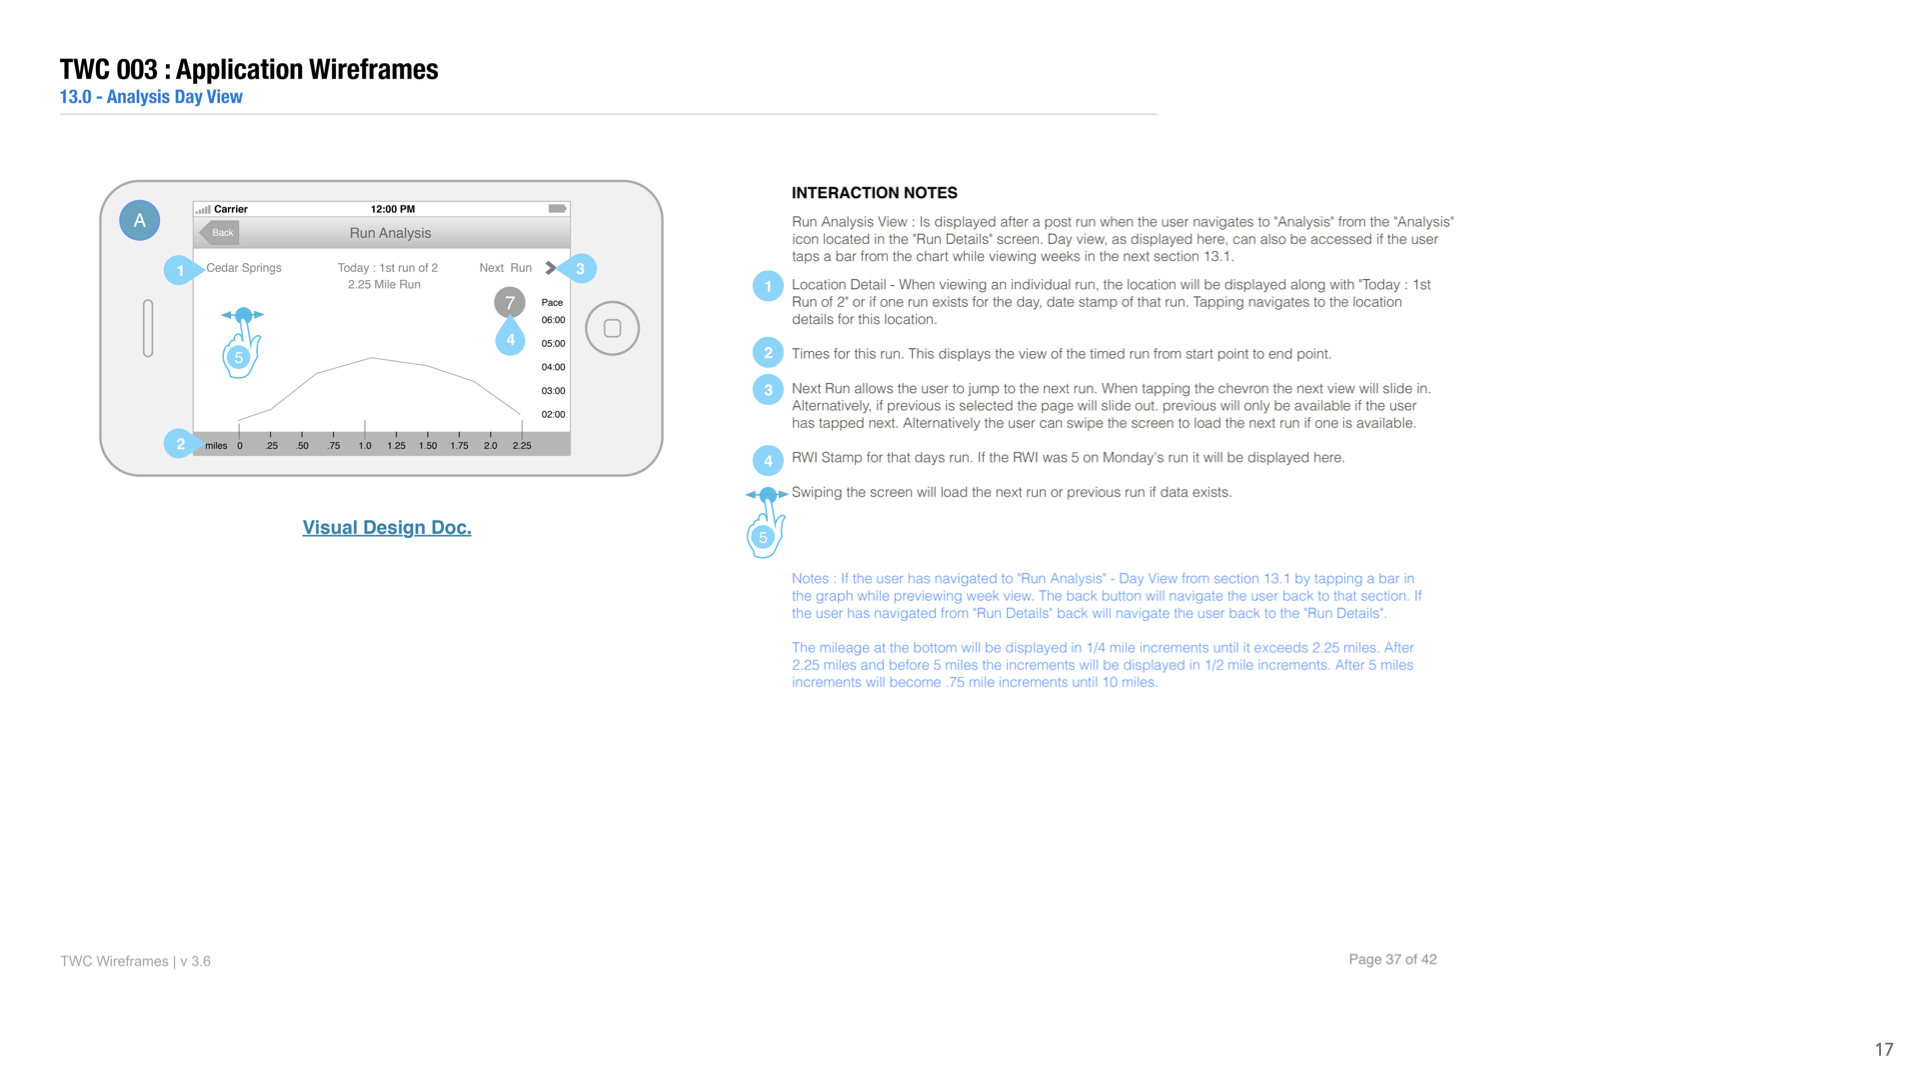 TWC 003 : Application Wireframes
13.0 - Analysis Day View
A
Carrier
12:00 PM
Back
Run Analysis
1
Cedar Springs
Today : 1st run of 2
2.25 Mile Run
Next Run
3
7
4
5
Pace
06:00
05:00
04:00
03:00
02:00
2
miles 0 .25 .50 .75 1.0 1.25 1.50 1.75 2.0 2.25
Visual Design Doc.
INTERACTION NOTES
Run Analysis View : Is displayed after a post run when the user navigates to "Analysis" from the "Analysis"
icon located in the "Run Details" screen. Day view, as displayed here, can also be accessed if the user
taps a bar from the chart while viewing weeks in the next section 13.1.
1
Location Detail - When viewing an individual run, the location will be displayed along with "Today : 1st
Run of 2" or if one run exists for the day, date stamp of that run. Tapping navigates to the location
details for this location.
2
Times for this run. This displays the view of the timed run from start point to end point.
3
Next Run allows the user to jump to the next run. When tapping the chevron the next view will slide in.
Alternatively, if previous is selected the page will slide out. previous will only be available if the user
has tapped next. Alternatively the user can swipe the screen to load the next run if one is available.
4
RWI Stamp for that days run. If the RWI was 5 on Monday's run it will be displayed here.
Swiping the screen will load the next run or previous run if data exists.
5
Notes : If the user has navigated to "Run Analysis" - Day View from section 13.1 by tapping a bar in
the graph while previewing week view. The back button will navigate the user back to that section. If
the user has navigated from "Run Details" back will navigate the user back to the "Run Details".
The mileage at the bottom will be displayed in 1/4 mile increments until it exceeds 2.25 miles. After
2.25 miles and before 5 miles the increments will be displayed in 1/2 mile increments. After 5 miles
increments will become .75 mile increments until 10 miles.
TWC Wireframes | v 3.6
Page 37 of 42
17